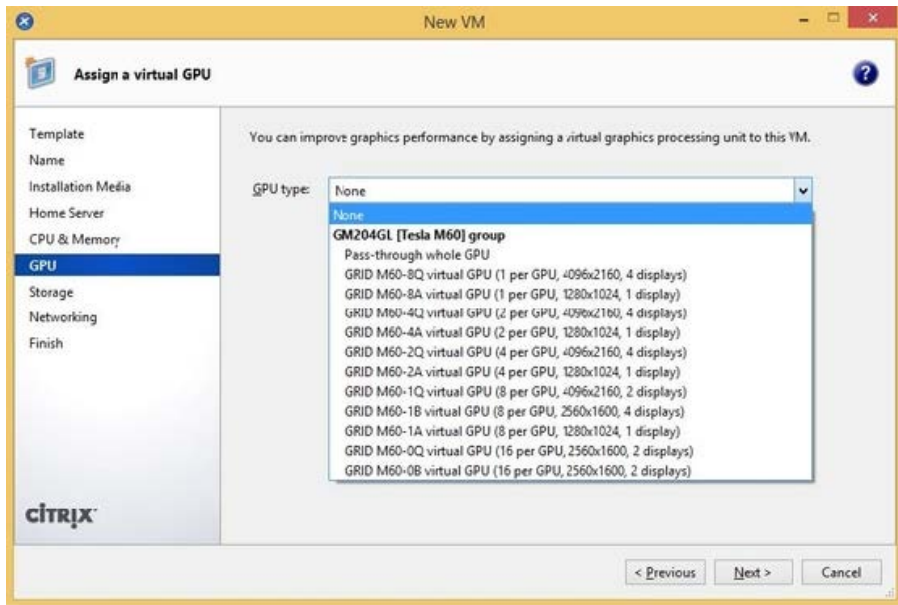 New VM
Assign a virtual GPU
Template
Name
Installation Media
Home Server
CPU & Memory
GPU
Storage
Networking
Finish
You can improve graphics performance by assigning a virtual graphics processing unit to this VM.
GPU type: None
None
GM204GL [Tesla M60] group
Pass-through whole GPU
GRID M60-8Q virtual GPU (1 per GPU, 4096x2160, 4 displays)
GRID M60-8A virtual GPU (1 per GPU, 1280x1024, 1 display)
GRID M60-4Q virtual GPU (2 per GPU, 4096x2160, 4 displays)
GRID M60-4A virtual GPU (2 per GPU, 1280x1024, 1 display)
GRID M60-2Q virtual GPU (4 per GPU, 4096x2160, 4 displays)
GRID M60-2A virtual GPU (4 per GPU, 1280x1024, 1 display)
GRID M60-1Q virtual GPU (8 per GPU, 4096x2160, 2 displays)
GRID M60-1B virtual GPU (8 per GPU, 2560x1600, 4 displays)
GRID M60-1A virtual GPU (8 per GPU, 1280x1024, 1 display)
GRID M60-0Q virtual GPU (16 per GPU, 2560x1600, 2 displays)
GRID M60-0B virtual GPU (16 per GPU, 2560x1600, 2 displays)
CITRIX
< Previous
Next >
Cancel